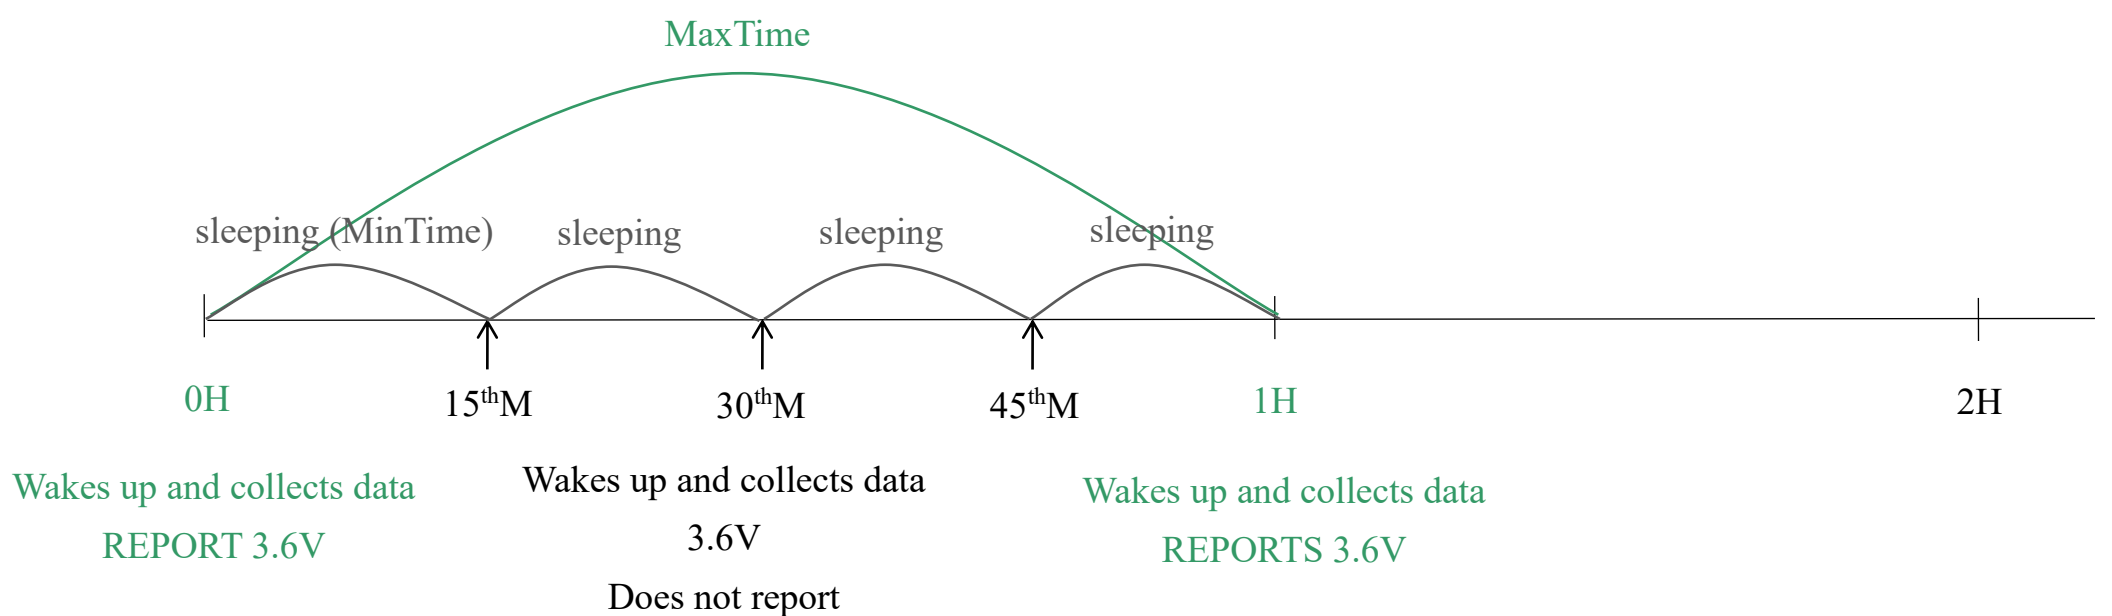 MaxTime
sleeping (MinTime)
sleeping
sleeping
sleeping
0H
15thM
30thM
45thM
1H
2H
Wakes up and collects data
REPORT 3.6V
Wakes up and collects data
3.6V
Does not report
Wakes up and collects data
REPORTS 3.6V